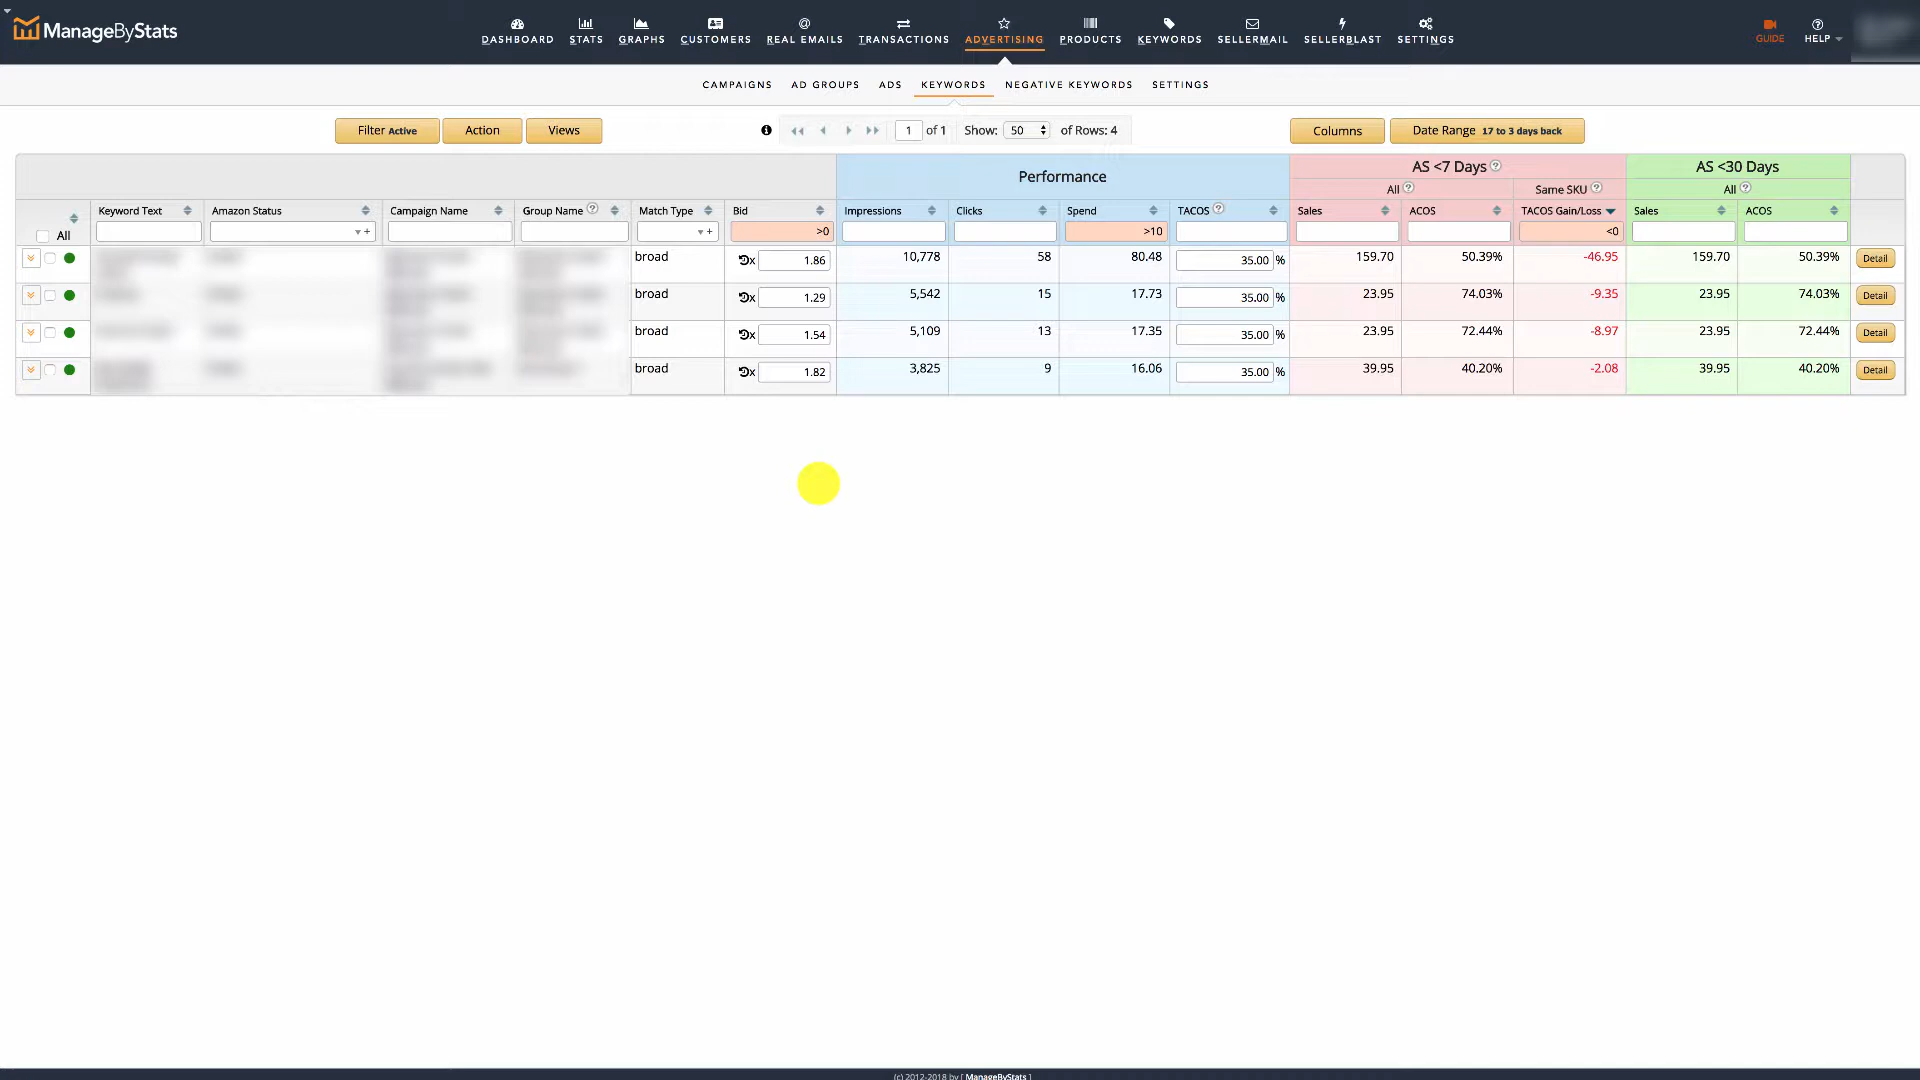 ManageByStats
DASHBOARD STATS GRAPHS CUSTOMERS REAL EMAILS TRANSACTIONS ADVERTISING PRODUCTS KEYWORDS SELLERMAIL SELLERBLAST SETTINGS GUIDE HELP
CAMPAIGNS AD GROUPS ADS KEYWORDS NEGATIVE KEYWORDS SETTINGS
Filter Active Action Views 1 of 1 Show: 50 of Rows: 4 Columns Date Range 17 to 3 days back
Performance AS <7 Days AS <30 Days
All Same SKU All
Keyword Text Amazon Status Campaign Name Group Name Match Type Bid Impressions Clicks Spend TACOS Sales ACOS TACOS Gain/Loss Sales ACOS
All >0 >10 <0
broad x 1.86 10,778 58 80.48 35.00 % 159.70 50.39% -46.95 159.70 50.39% Detail
broad x 1.29 5,542 15 17.73 35.00 % 23.95 74.03% -9.35 23.95 74.03% Detail
broad x 1.54 5,109 13 17.35 35.00 % 23.95 72.44% -8.97 23.95 72.44% Detail
broad x 1.82 3,825 9 16.06 35.00 % 39.95 40.20% -2.08 39.95 40.20% Detail
(c) 2012-2018 by [ ManageByStats ]